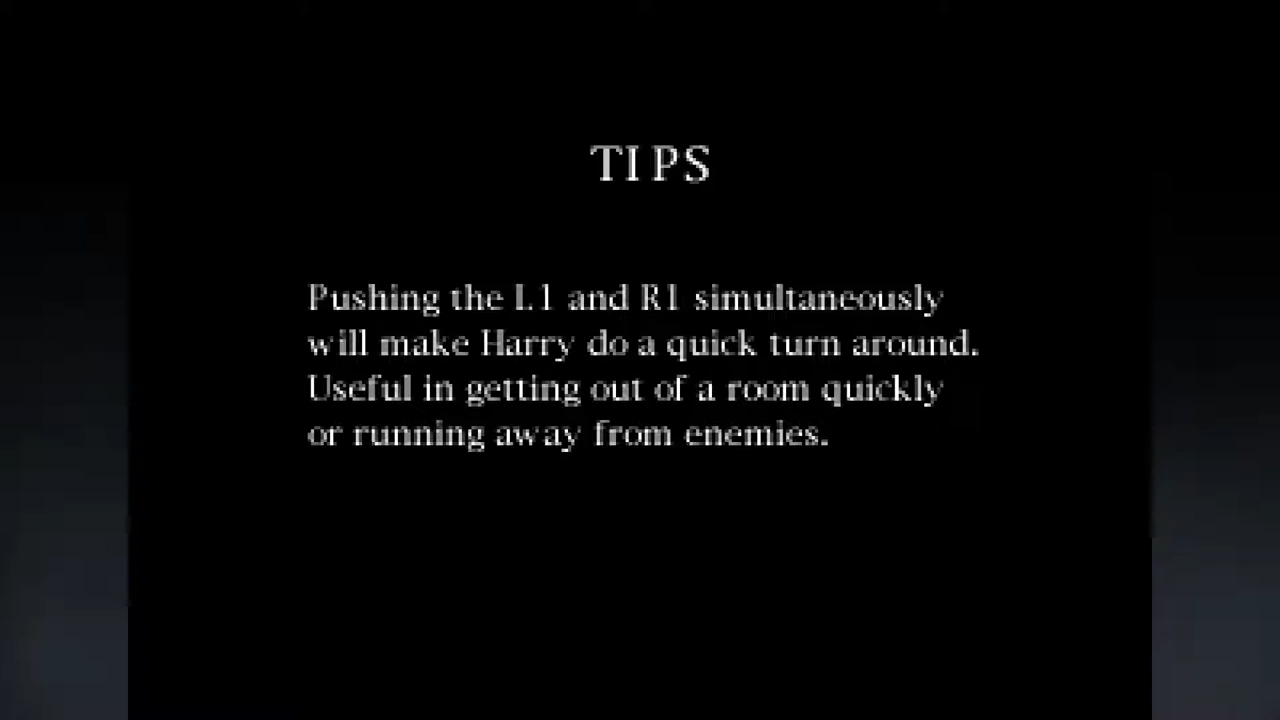 TIPS
Pushing the L1 and R1 simultaneously
will make Harry do a quick turn around.
Useful in getting out of a room quickly
or running away from enemies.